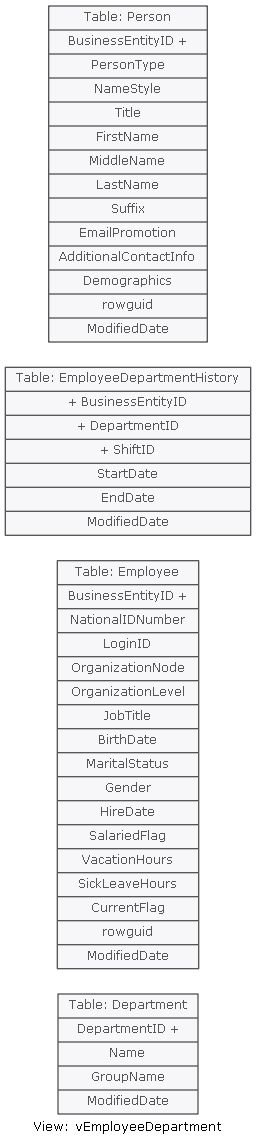 Table: Person
BusinessEntityID +
PersonType
NameStyle
Title
FirstName
MiddleName
LastName
Suffix
EmailPromotion
AdditionalContactInfo
Demographics
rowguid
ModifiedDate
Table: EmployeeDepartmentHistory
+ BusinessEntityID
+ DepartmentID
+ ShiftID
StartDate
EndDate
ModifiedDate
Table: Employee
BusinessEntityID +
NationalIDNumber
LoginID
OrganizationNode
OrganizationLevel
JobTitle
BirthDate
MaritalStatus
Gender
HireDate
SalariedFlag
VacationHours
SickLeaveHours
CurrentFlag
rowguid
ModifiedDate
Table: Department
DepartmentID +
Name
GroupName
ModifiedDate
View: vEmployeeDepartment